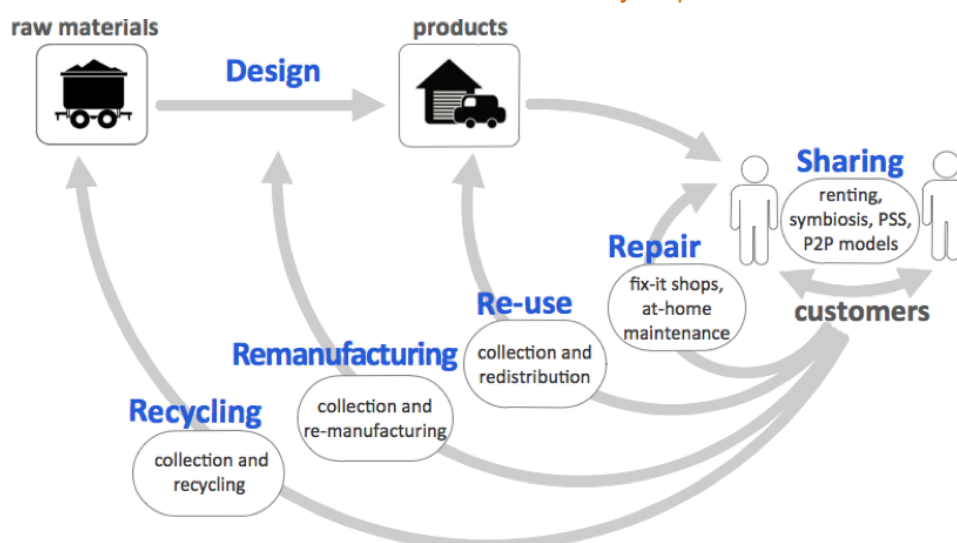 raw materials
products
Design
Sharing
renting,
symbiosis, PSS,
P2P models
Repair
fix-it shops,
at-home
maintenance
customers
Re-use
collection and
redistribution
Remanufacturing
collection and
re-manufacturing
Recycling
collection and
recycling